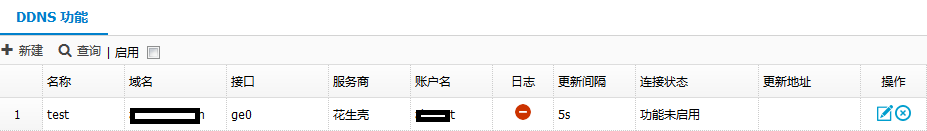 DDNS 功能
新建 查询 | 启用
名称 域名 接口 服务商 账户名 日志 更新间隔 连接状态 更新地址 操作
1 test ge0 花生壳 t 5s 功能未启用